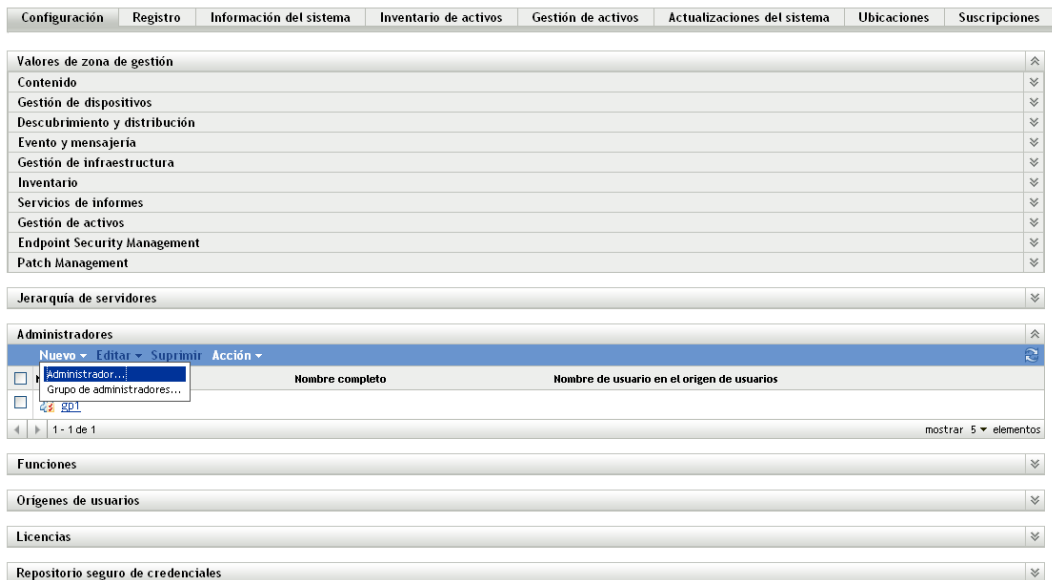 Configuración Registro Información del sistema Inventario de activos Gestión de activos Actualizaciones del sistema Ubicaciones Suscripciones
Valores de zona de gestión
Contenido
Gestión de dispositivos
Descubrimiento y distribución
Evento y mensajería
Gestión de infraestructura
Inventario
Servicios de informes
Gestión de activos
Endpoint Security Management
Patch Management
Jerarquía de servidores
Administradores
Nuevo Editar Suprimir Acción
Administrador...
Nombre completo Nombre de usuario en el origen de usuarios
Grupo de administradores...
gp1
1 - 1 de 1 mostrar 5 elementos
Funciones
Orígenes de usuarios
Licencias
Repositorio seguro de credenciales